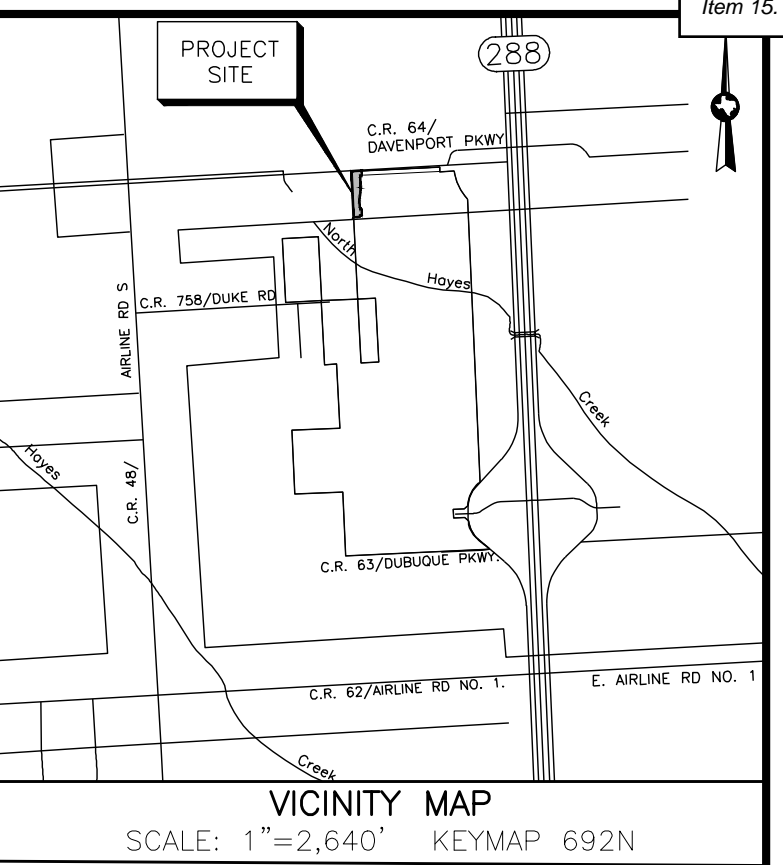 Item 15.
PROJECT
SITE
288
C.R. 64/
DAVENPORT PKWY
North
Hayes
C.R. 758/DUKE RD
AIRLINE RD S
Creek
Hayes
C.R. 48/
C.R. 63/DUBUQUE PKWY.
C.R. 62/AIRLINE RD NO. 1.
E. AIRLINE RD NO. 1
Creek
VICINITY MAP
SCALE: 1"=2,640' KEYMAP 692N